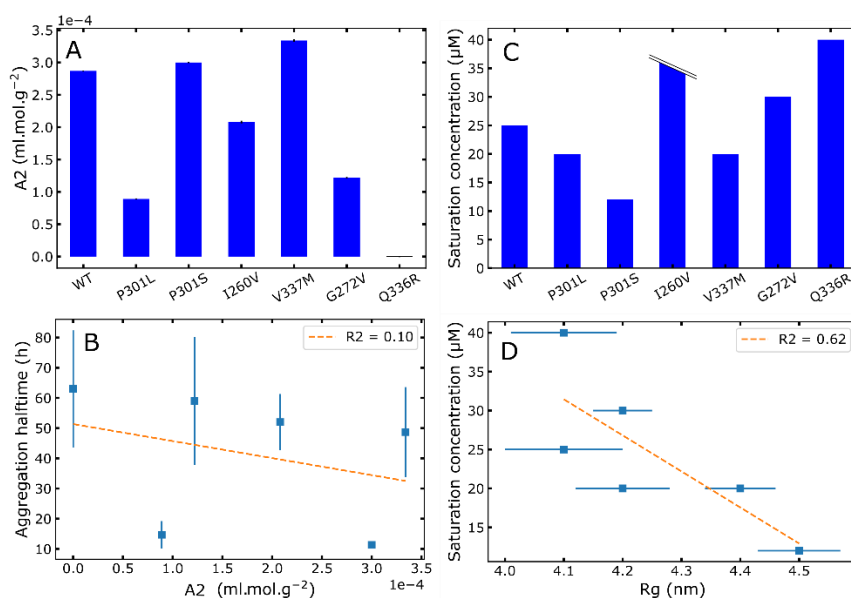 1e−4
A
3.5
3.0
2.5
2.0
1.5
1.0
0.5
0.0
A2 (ml.mol.g⁻²)
WT P301L P301S I260V V337M G272V Q336R
C
40
35
30
25
20
15
10
5
0
Saturation concentration (μM)
WT P301L P301S I260V V337M G272V Q336R
B
R2 = 0.10
80
70
60
50
40
30
20
10
Aggregation halftime (h)
0.0 0.5 1.0 1.5 2.0 2.5 3.0 3.5
1e−4
A2 (ml.mol.g⁻²)
D
R2 = 0.62
40
35
30
25
20
15
Saturation concentration (μM)
4.0 4.1 4.2 4.3 4.4 4.5
Rg (nm)